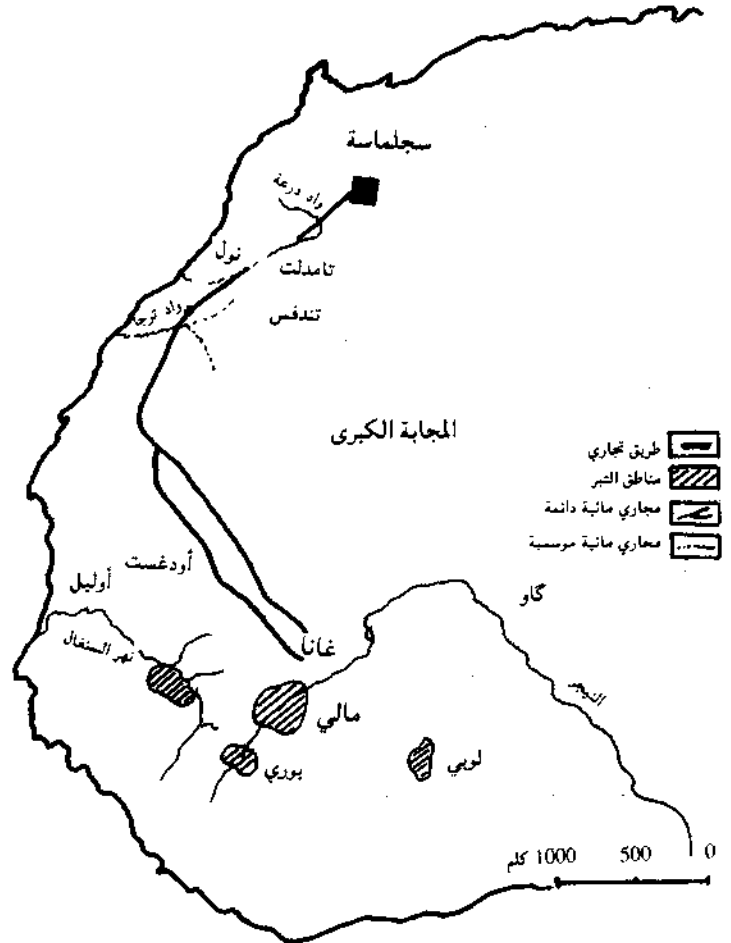 سجلماسة
واد درعة
نول
تامدلت
واد ترجا
تندفس
المجابة الكبرى
طريق تجاري
مناطق التبر
مجاري مائية دائمة
مجاري مائية موسمية
أودغست
أوليل
گاو
غانا
نهر السنغال
النيجر
مالي
بوري
لوبي
0 500 1000 كلم